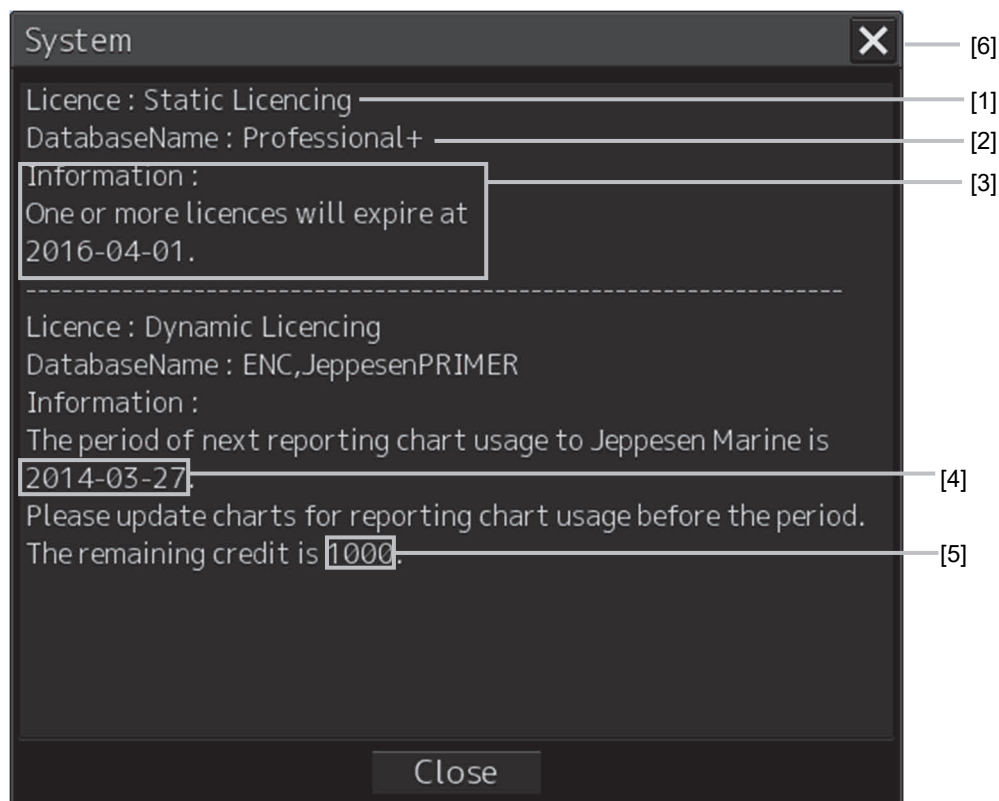 System
[6]
Licence : Static Licencing
[1]
DatabaseName : Professional+
[2]
Information :
[3]
One or more licences will expire at
2016-04-01.
--------------------------------------------------------------------
Licence : Dynamic Licencing
DatabaseName : ENC,JeppesenPRIMER
Information :
The period of next reporting chart usage to Jeppesen Marine is
2014-03-27.
[4]
Please update charts for reporting chart usage before the period.
The remaining credit is 1000.
[5]
Close